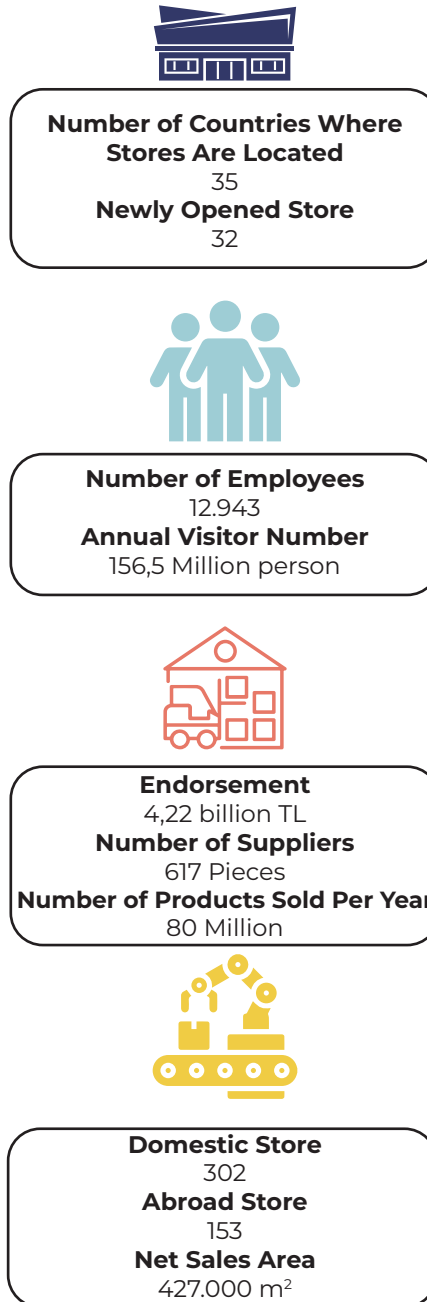 Number of Countries Where
Stores Are Located
35
Newly Opened Store
32
Number of Employees
12.943
Annual Visitor Number
156,5 Million person
Endorsement
4,22 billion TL
Number of Suppliers
617 Pieces
Number of Products Sold Per Year
80 Million
Domestic Store
302
Abroad Store
153
Net Sales Area
427.000 m²